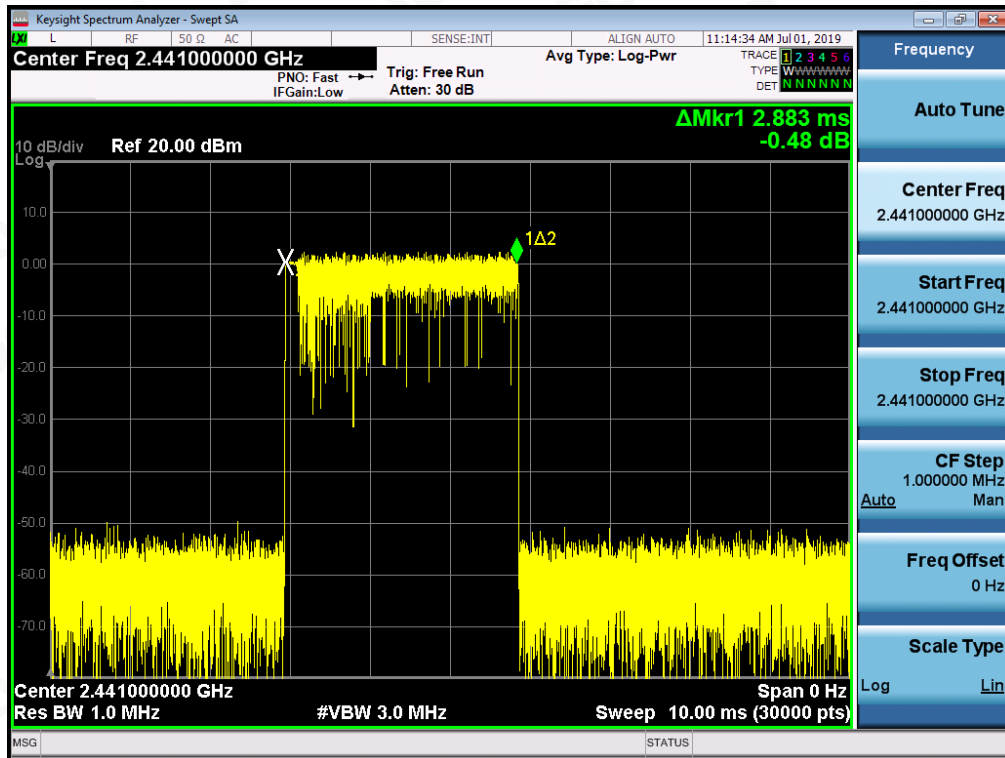 Keysight Spectrum Analyzer - Swept SA
LXI L RF 50 Ω AC SENSE:INT ALIGN AUTO 11:14:34 AM Jul 01, 2019
Center Freq 2.441000000 GHz
PNO: Fast
IFGain:Low
Trig: Free Run
Atten: 30 dB
Avg Type: Log-Pwr
TRACE 1 2 3 4 5 6
TYPE WWWWWW
DET N N N N N N
ΔMkr1 2.883 ms
-0.48 dB
10 dB/div Ref 20.00 dBm
Log
10.0
0.00
-10.0
-20.0
-30.0
-40.0
-50.0
-60.0
-70.0
X
1Δ2
Center 2.441000000 GHz Span 0 Hz
Res BW 1.0 MHz #VBW 3.0 MHz Sweep 10.00 ms (30000 pts)
MSG STATUS
Frequency
Auto Tune
Center Freq
2.441000000 GHz
Start Freq
2.441000000 GHz
Stop Freq
2.441000000 GHz
CF Step
1.000000 MHz
Auto Man
Freq Offset
0 Hz
Scale Type
Log Lin